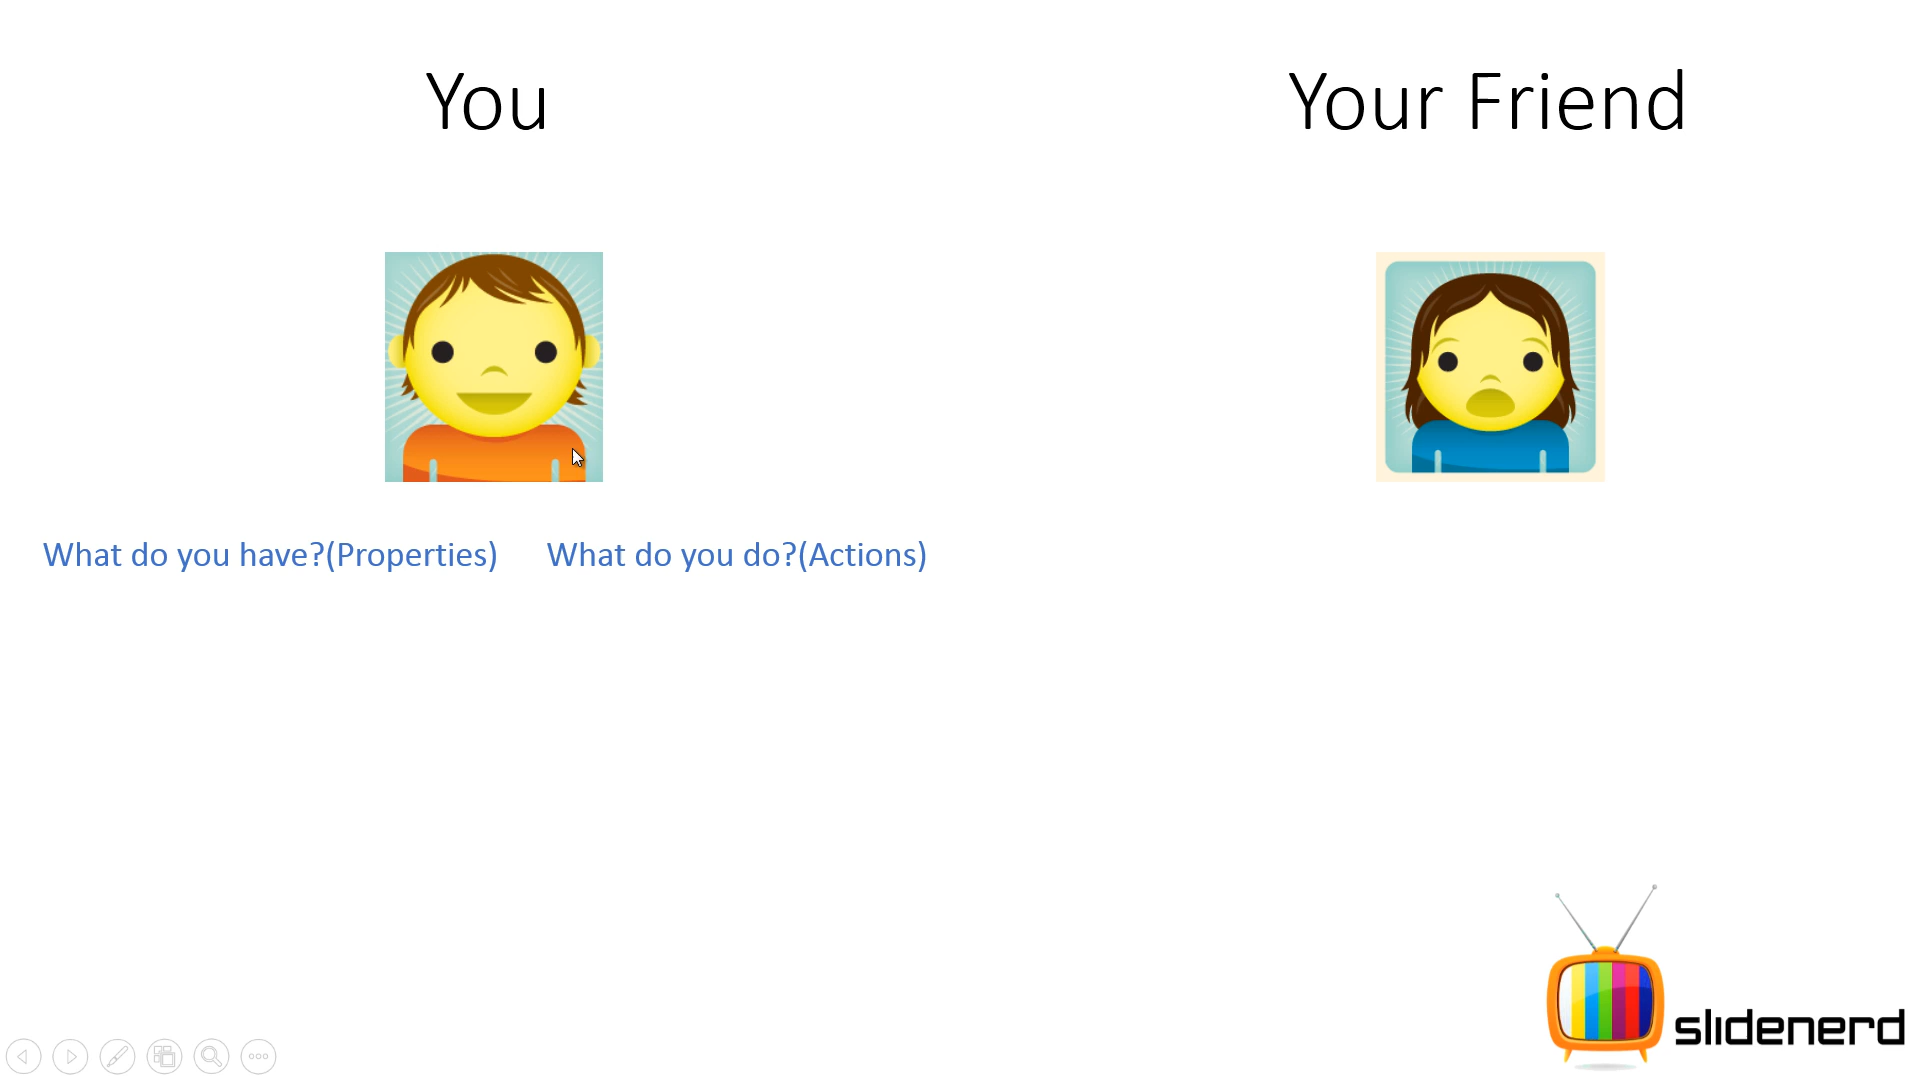 You
Your Friend
What do you have?(Properties)
What do you do?(Actions)
slidenerd